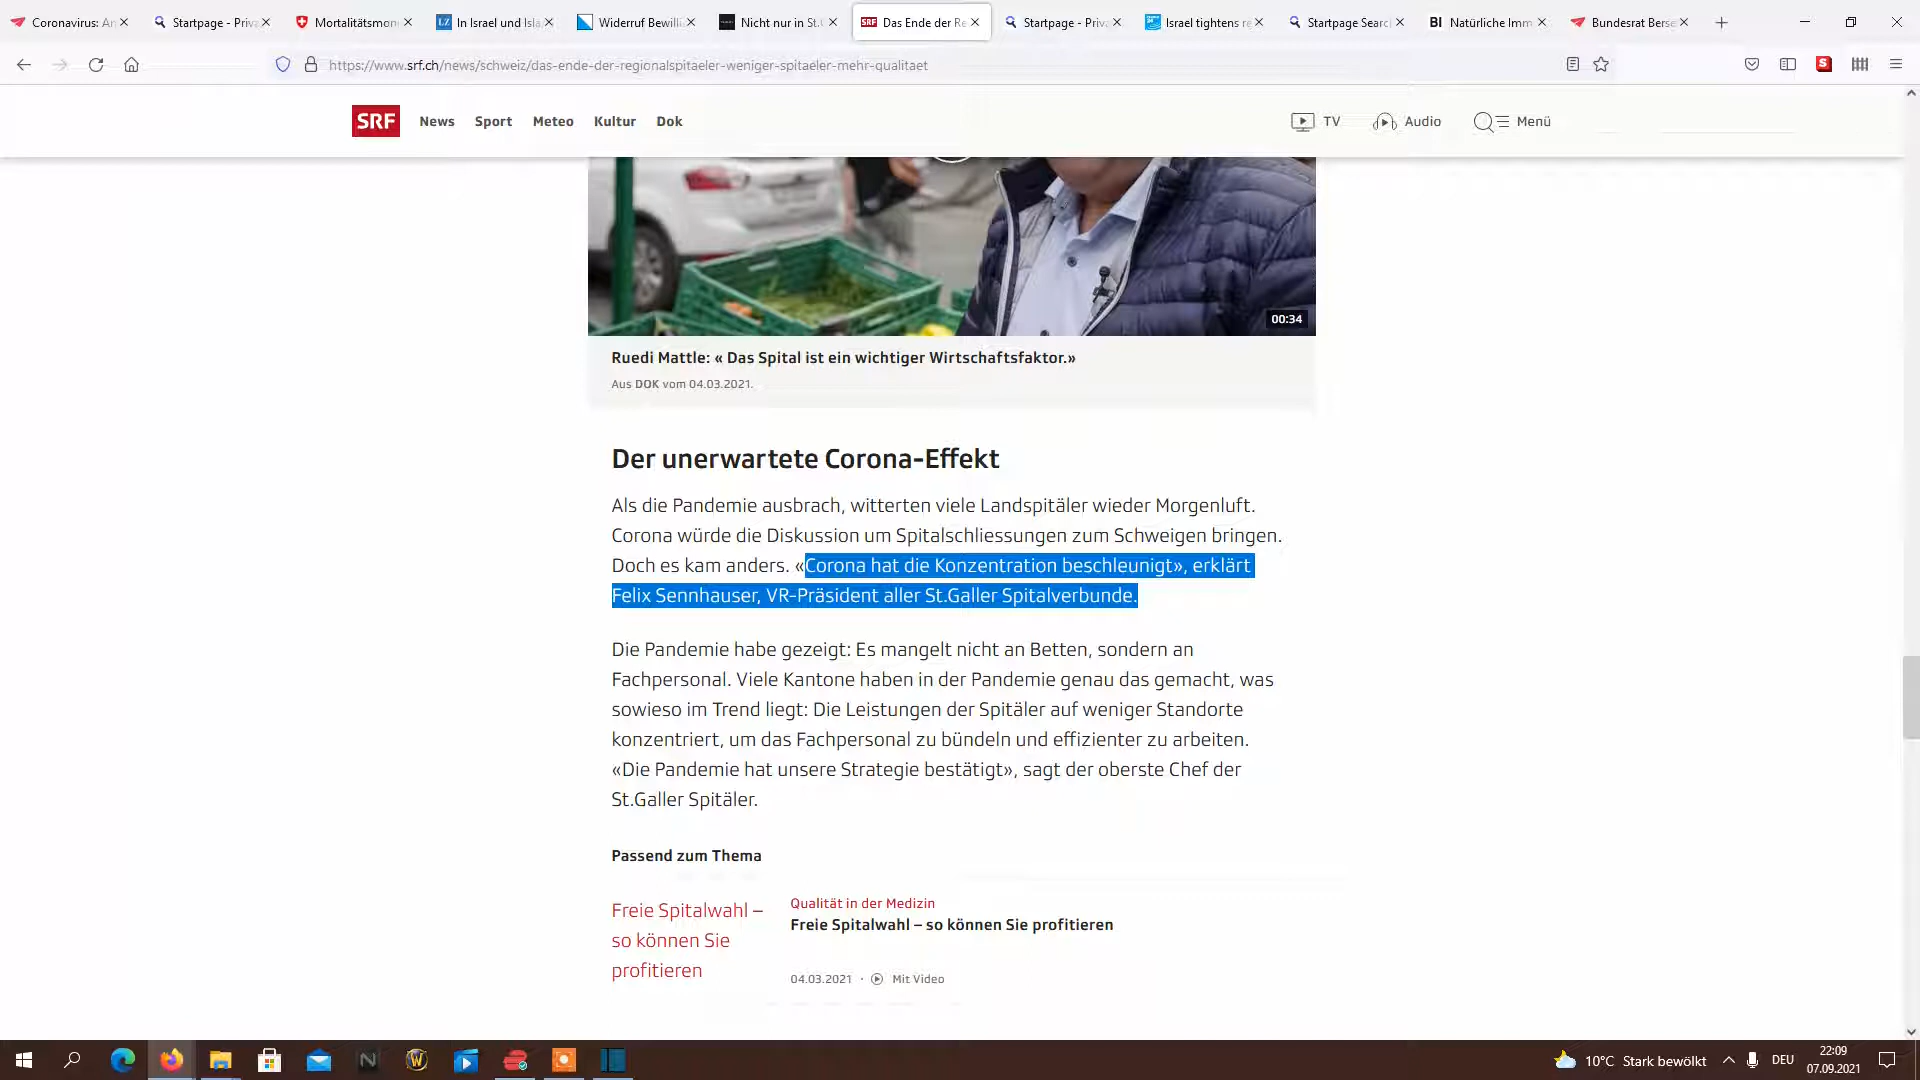 Coronavirus: An
Startpage - Priva
Mortalitätsmon
In Israel und Isla
Widerruf Bewilli
Nicht nur in St.
SRF Das Ende der Re
Startpage - Priva
Israel tightens re
Startpage Searc
BI Natürliche Imm
Bundesrat Berse
https://www.srf.ch/news/schweiz/das-ende-der-regionalspitaeler-weniger-spitaeler-mehr-qualitaet
SRF News Sport Meteo Kultur Dok TV Audio Menü
00:34
Ruedi Mattle: « Das Spital ist ein wichtiger Wirtschaftsfaktor.»
Aus DOK vom 04.03.2021.
Der unerwartete Corona-Effekt
Als die Pandemie ausbrach, witterten viele Landspitäler wieder Morgenluft.
Corona würde die Diskussion um Spitalschliessungen zum Schweigen bringen.
Doch es kam anders. «Corona hat die Konzentration beschleunigt», erklärt
Felix Sennhauser, VR-Präsident aller St.Galler Spitalverbunde.
Die Pandemie habe gezeigt: Es mangelt nicht an Betten, sondern an
Fachpersonal. Viele Kantone haben in der Pandemie genau das gemacht, was
sowieso im Trend liegt: Die Leistungen der Spitäler auf weniger Standorte
konzentriert, um das Fachpersonal zu bündeln und effizienter zu arbeiten.
«Die Pandemie hat unsere Strategie bestätigt», sagt der oberste Chef der
St.Galler Spitäler.
Passend zum Thema
Freie Spitalwahl –
so können Sie
profitieren
Qualität in der Medizin
Freie Spitalwahl – so können Sie profitieren
04.03.2021 · Mit Video
10°C Stark bewölkt
DEU
22:09
07.09.2021